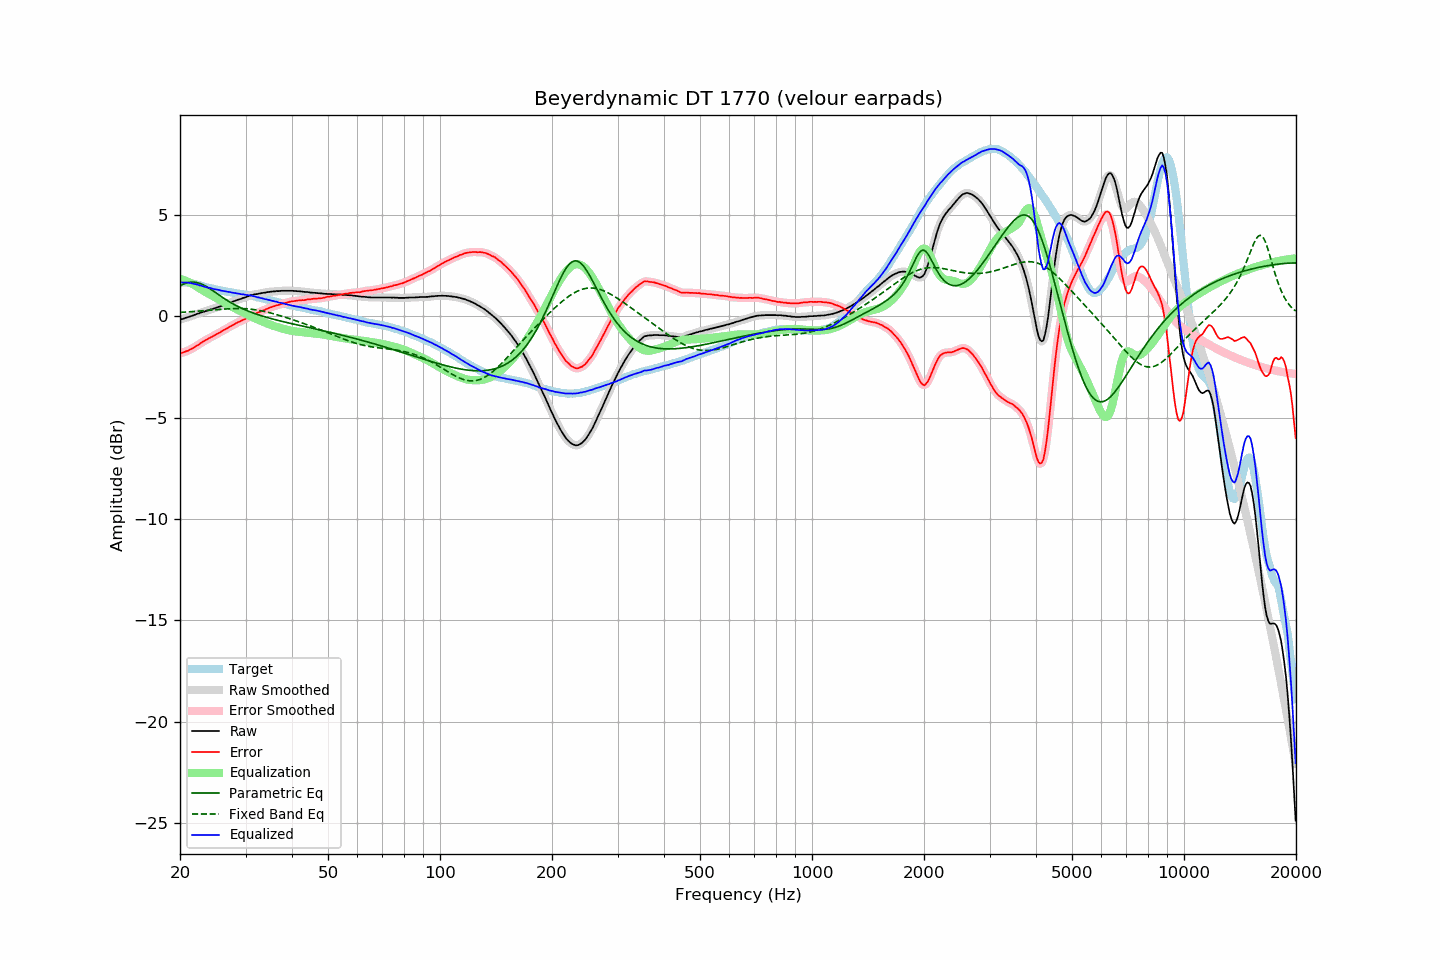 Beyerdynamic DT 1770 (velour earpads)
Amplitude (dBr)
5
0
−5
−10
−15
−20
−25
Target
Raw Smoothed
Error Smoothed
Raw
Error
Equalization
Parametric Eq
Fixed Band Eq
Equalized
20 50 100 200 500 1000 2000 5000 10000 20000
Frequency (Hz)